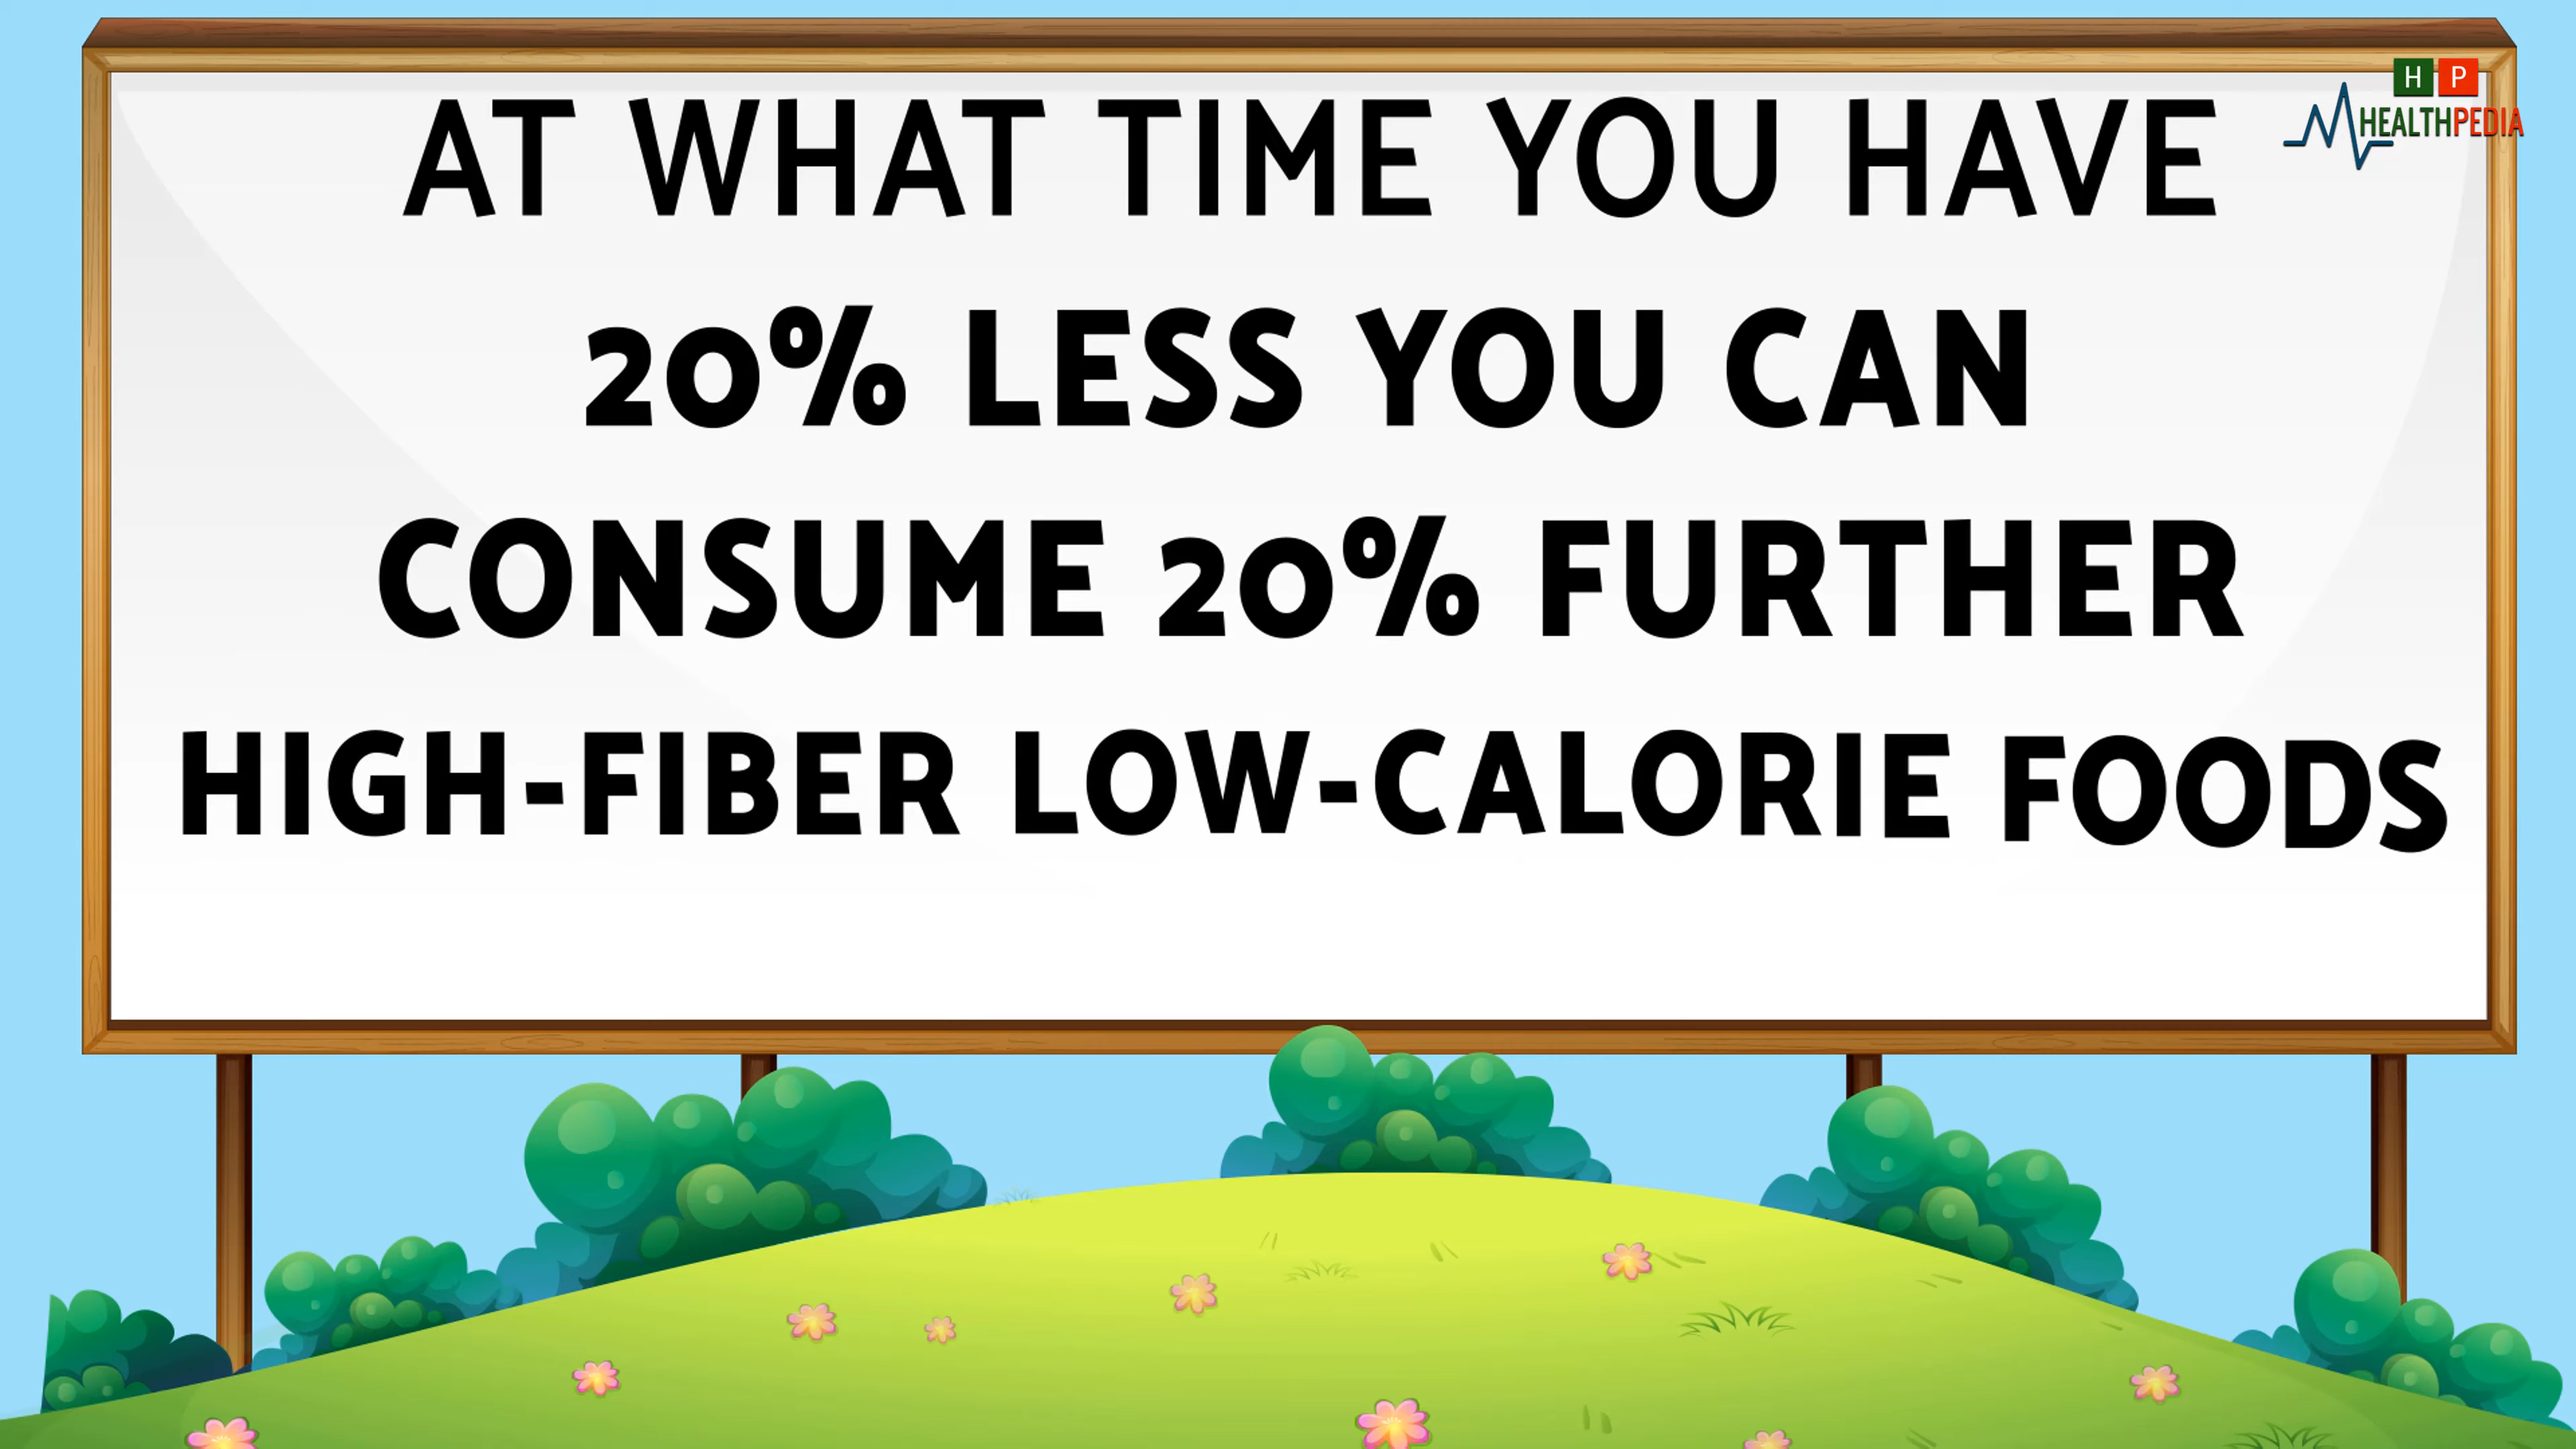 H P
HEALTHPEDIA
AT WHAT TIME YOU HAVE
20% LESS YOU CAN
CONSUME 20% FURTHER
HIGH-FIBER LOW-CALORIE FOODS